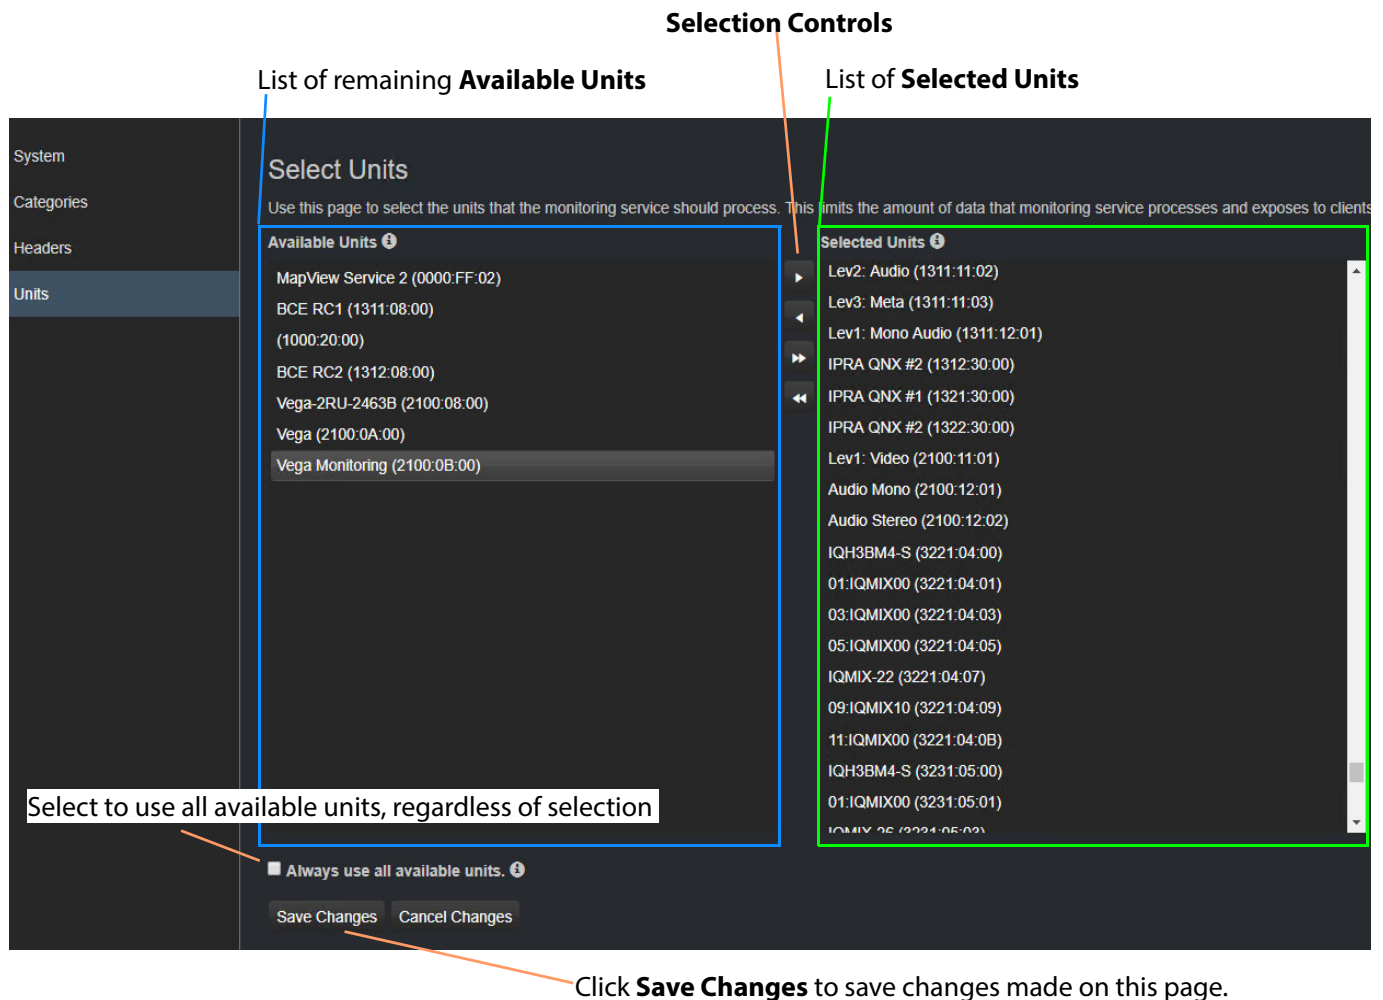 Selection Controls
List of remaining Available Units
List of Selected Units
System
Categories
Headers
Units
Select Units
Use this page to select the units that the monitoring service should process. This limits the amount of data that monitoring service processes and exposes to clients
Available Units
MapView Service 2 (0000:FF:02)
BCE RC1 (1311:08:00)
(1000:20:00)
BCE RC2 (1312:08:00)
Vega-2RU-2463B (2100:08:00)
Vega (2100:0A:00)
Vega Monitoring (2100:0B:00)
Selected Units
Lev2: Audio (1311:11:02)
Lev3: Meta (1311:11:03)
Lev1: Mono Audio (1311:12:01)
IPRA QNX #2 (1312:30:00)
IPRA QNX #1 (1321:30:00)
IPRA QNX #2 (1322:30:00)
Lev1: Video (2100:11:01)
Audio Mono (2100:12:01)
Audio Stereo (2100:12:02)
IQH3BM4-S (3221:04:00)
01:IQMIX00 (3221:04:01)
03:IQMIX00 (3221:04:03)
05:IQMIX00 (3221:04:05)
IQMIX-22 (3221:04:07)
09:IQMIX10 (3221:04:09)
11:IQMIX00 (3221:04:0B)
IQH3BM4-S (3231:05:00)
01:IQMIX00 (3231:05:01)
IQMIX-26 (3231:05:03)
Select to use all available units, regardless of selection
Always use all available units.
Save Changes Cancel Changes
Click Save Changes to save changes made on this page.